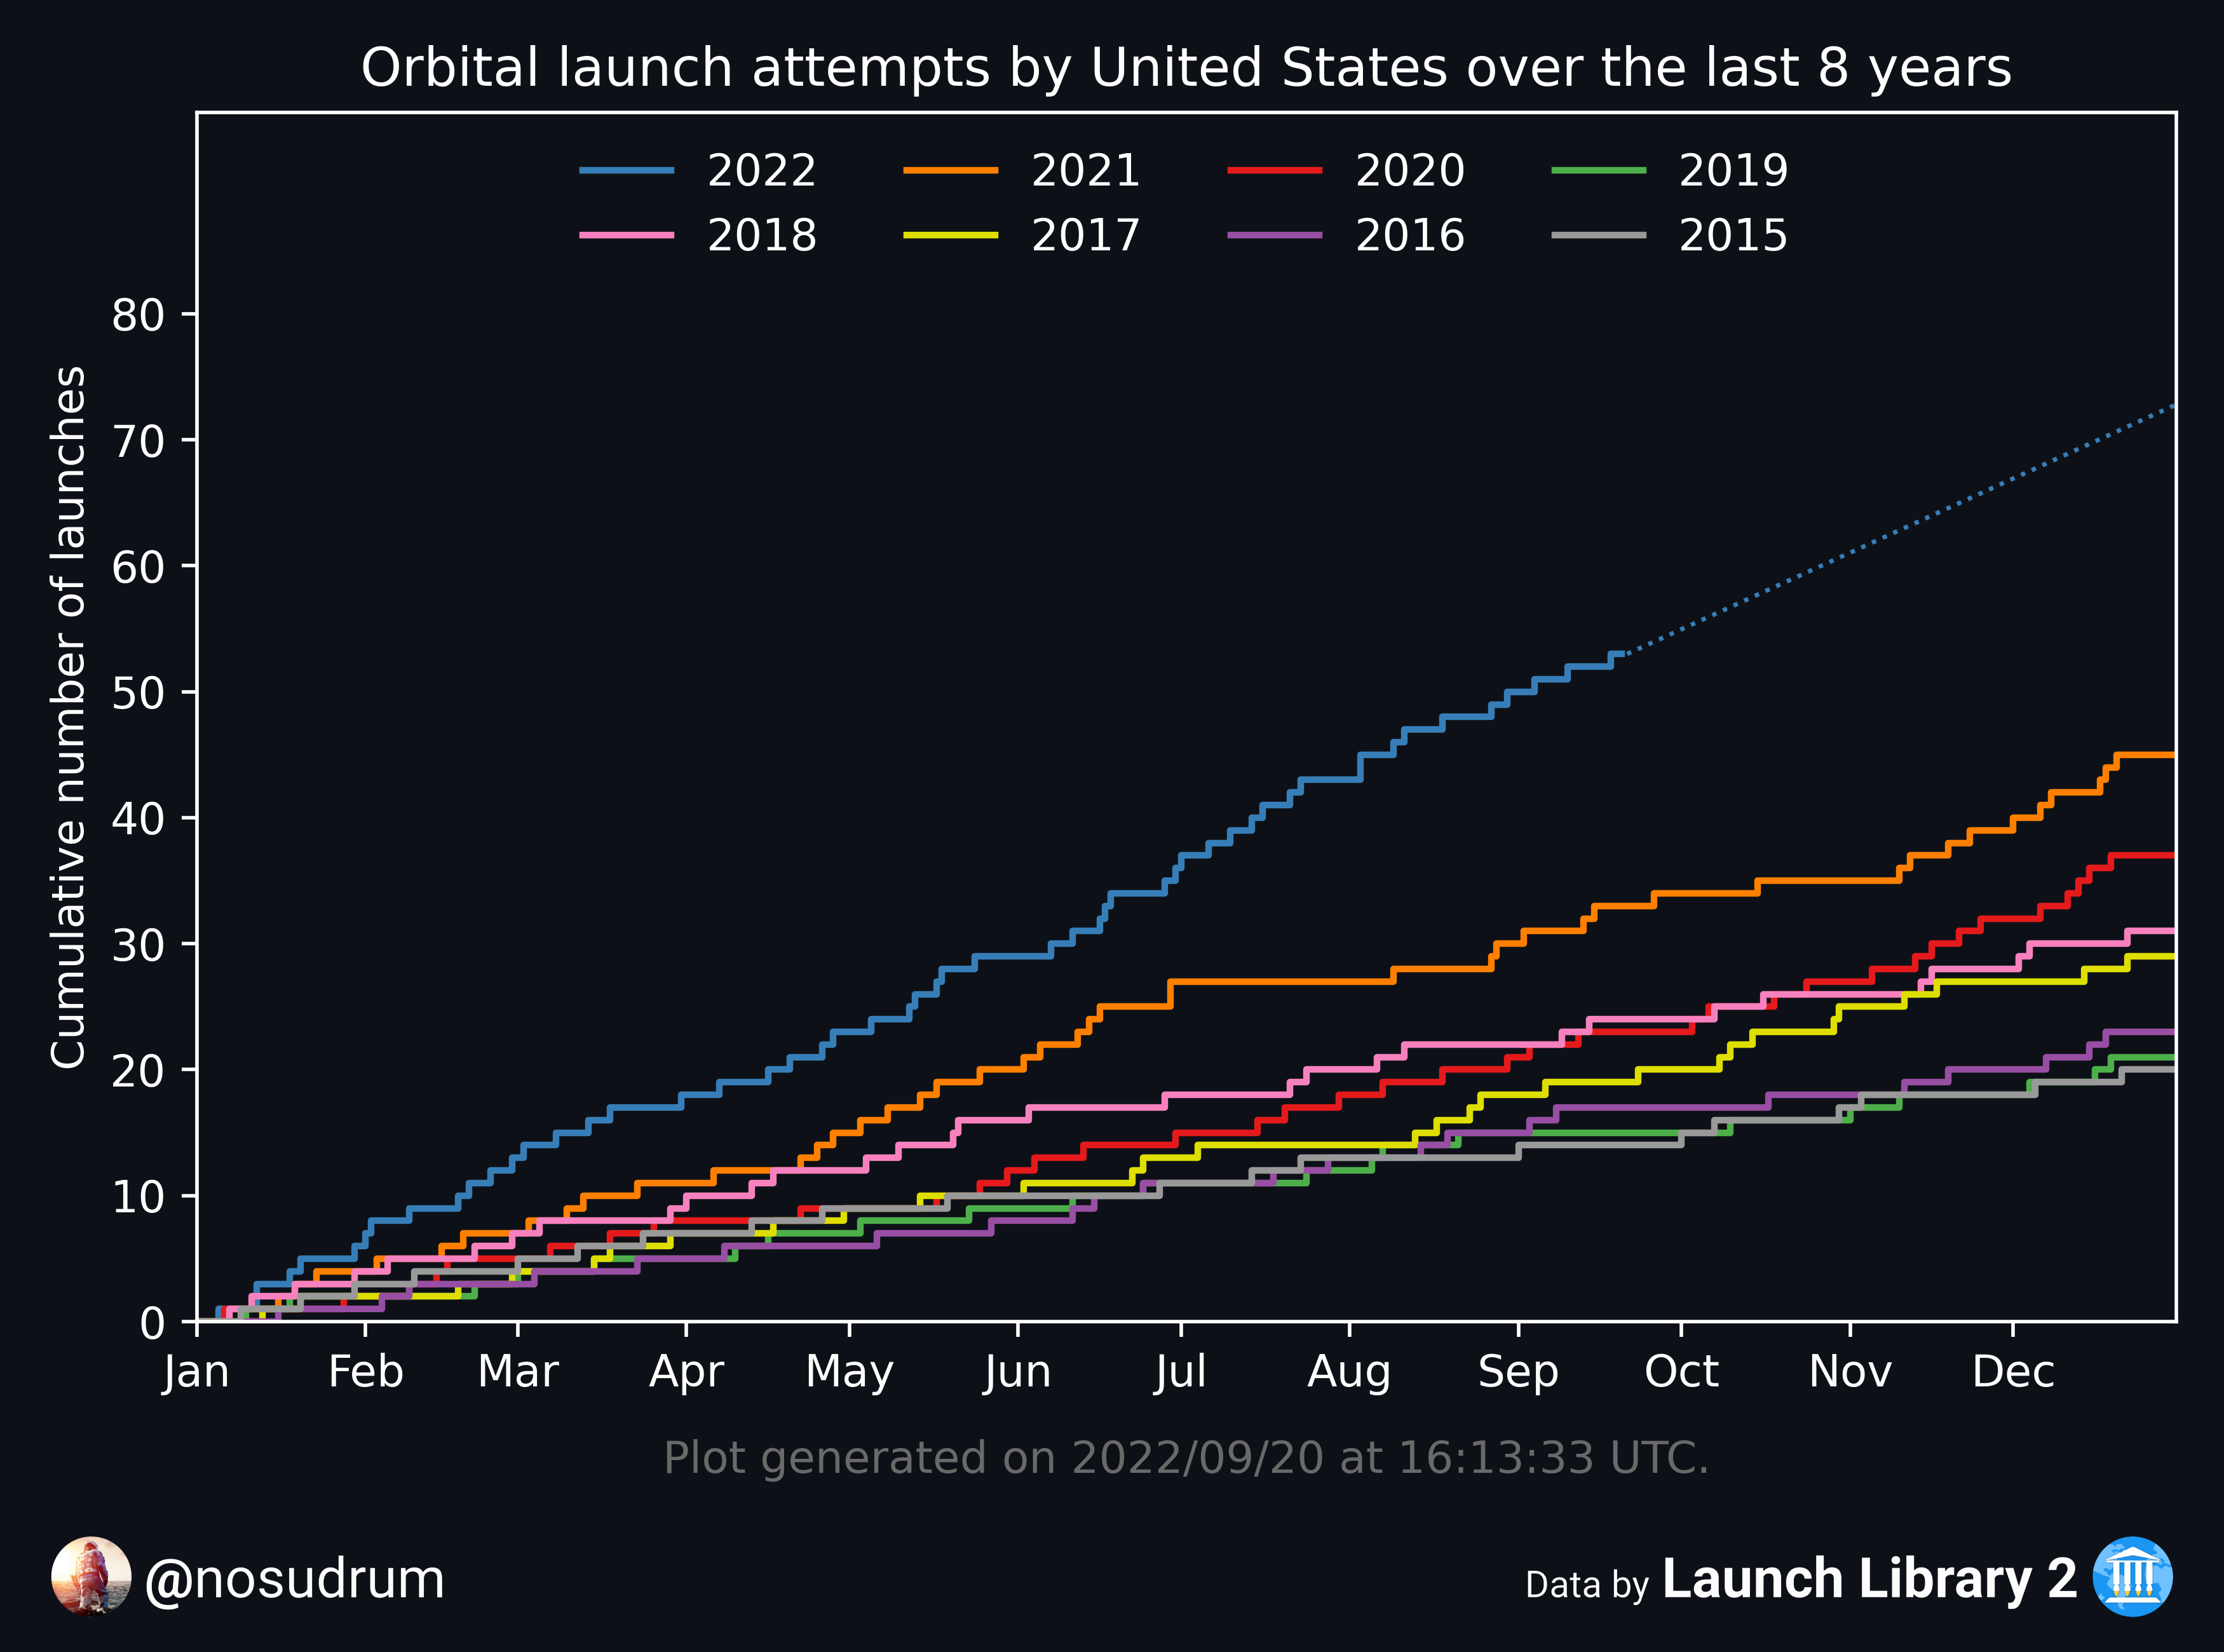 Orbital launch attempts by United States over the last 8 years
2022 2021 2020 2019
2018 2017 2016 2015
Cumulative number of launches
80
70
60
50
40
30
20
10
0
Jan Feb Mar Apr May Jun Jul Aug Sep Oct Nov Dec
Plot generated on 2022/09/20 at 16:13:33 UTC.
@nosudrum
Data by Launch Library 2